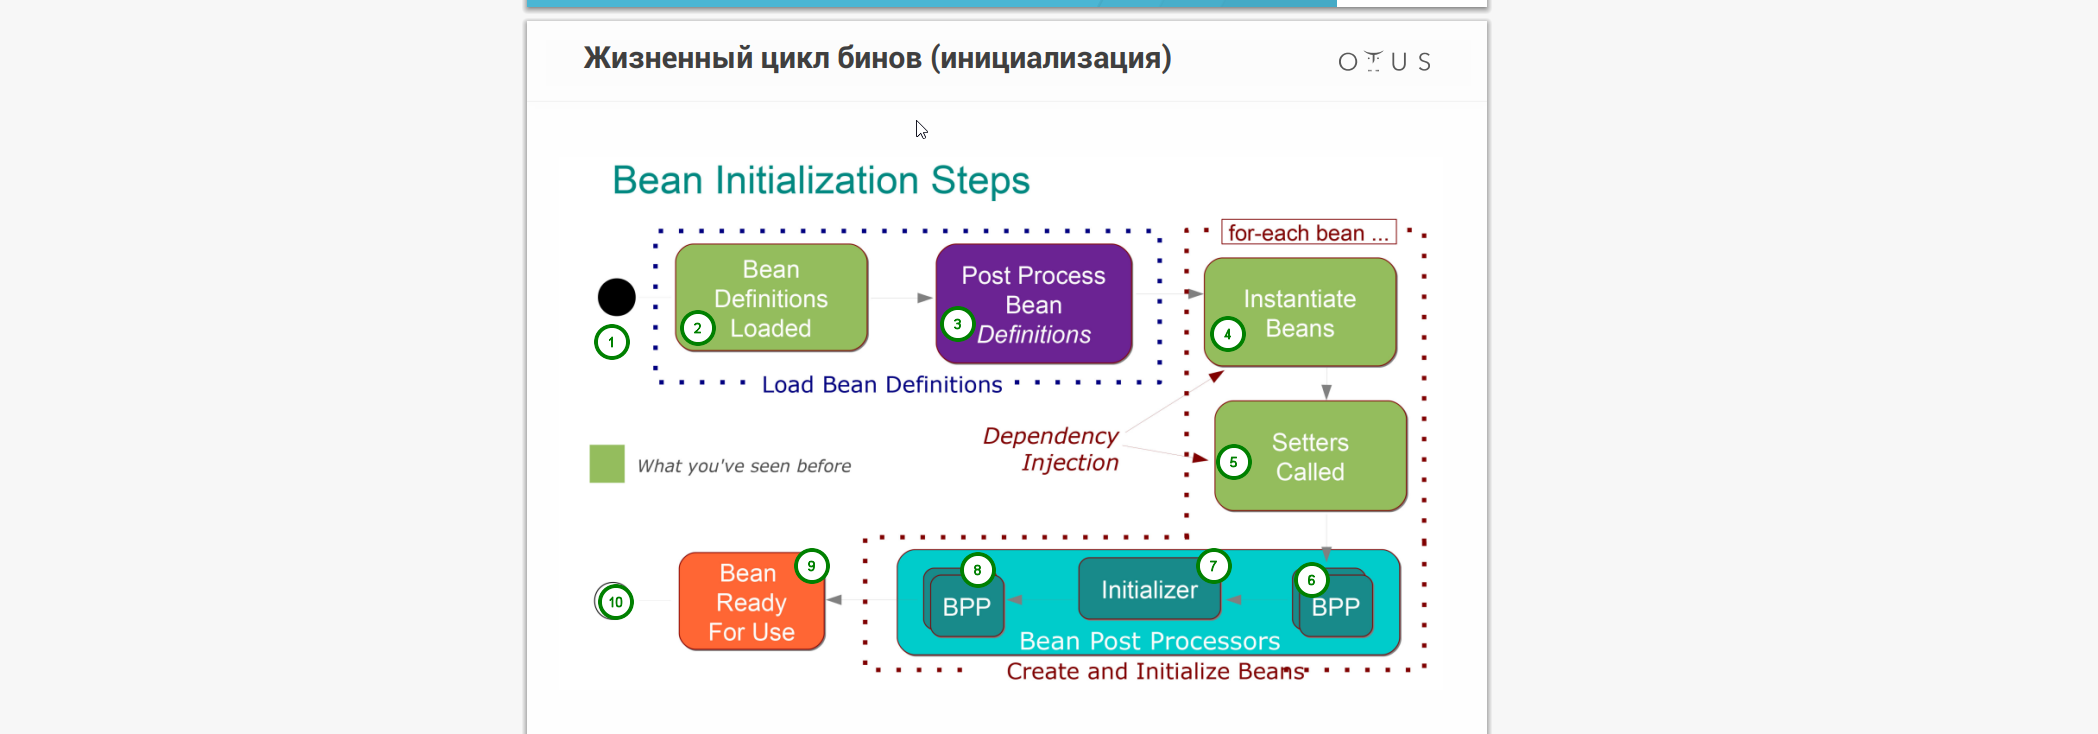 Жизненный цикл бинов (инициализация)
OTUS
Bean Initialization Steps
for-each bean ...
Bean
Definitions
Loaded
Post Process
Bean
Definitions
Instantiate
Beans
1
2
3
4
Load Bean Definitions
Dependency
Injection
Setters
Called
5
What you've seen before
Bean
Ready
For Use
9
8
BPP
Initializer
7
6
BPP
10
Bean Post Processors
Create and Initialize Beans